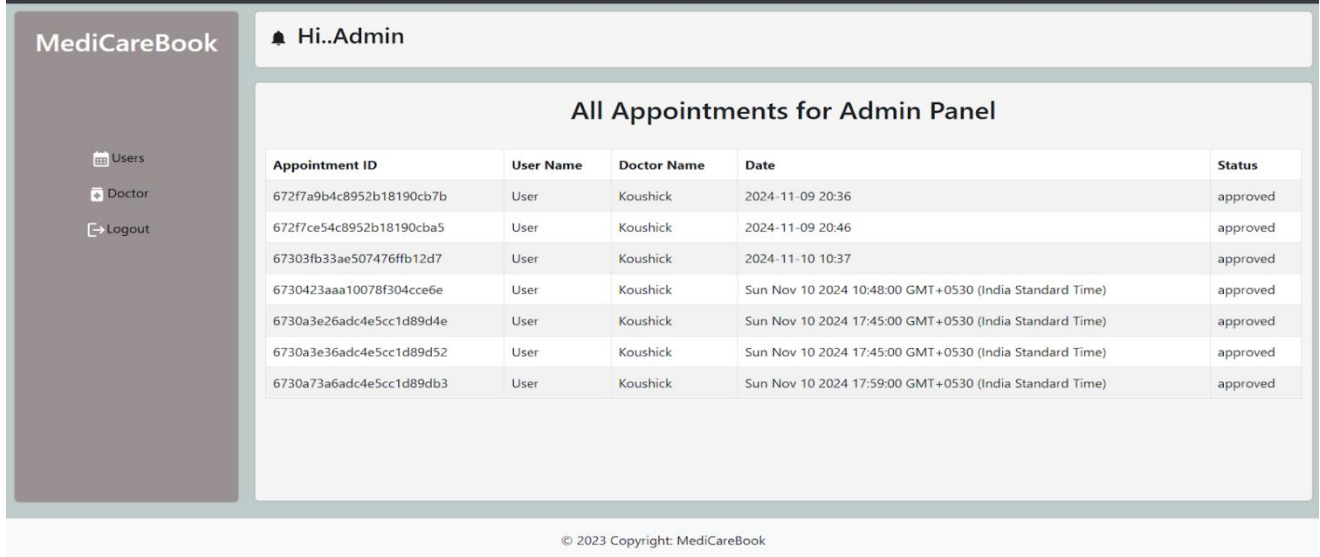 MediCareBook
Hi..Admin
All Appointments for Admin Panel
Users
Doctor
Logout
Appointment ID User Name Doctor Name Date Status
672f7a9b4c8952b18190cb7b User Koushick 2024-11-09 20:36 approved
672f7ce54c8952b18190cba5 User Koushick 2024-11-09 20:46 approved
67303fb33ae507476ffb12d7 User Koushick 2024-11-10 10:37 approved
6730423aaa10078f304cce6e User Koushick Sun Nov 10 2024 10:48:00 GMT+0530 (India Standard Time) approved
6730a3e26adc4e5cc1d89d4e User Koushick Sun Nov 10 2024 17:45:00 GMT+0530 (India Standard Time) approved
6730a3e36adc4e5cc1d89d52 User Koushick Sun Nov 10 2024 17:45:00 GMT+0530 (India Standard Time) approved
6730a73a6adc4e5cc1d89db3 User Koushick Sun Nov 10 2024 17:59:00 GMT+0530 (India Standard Time) approved
© 2023 Copyright: MediCareBook